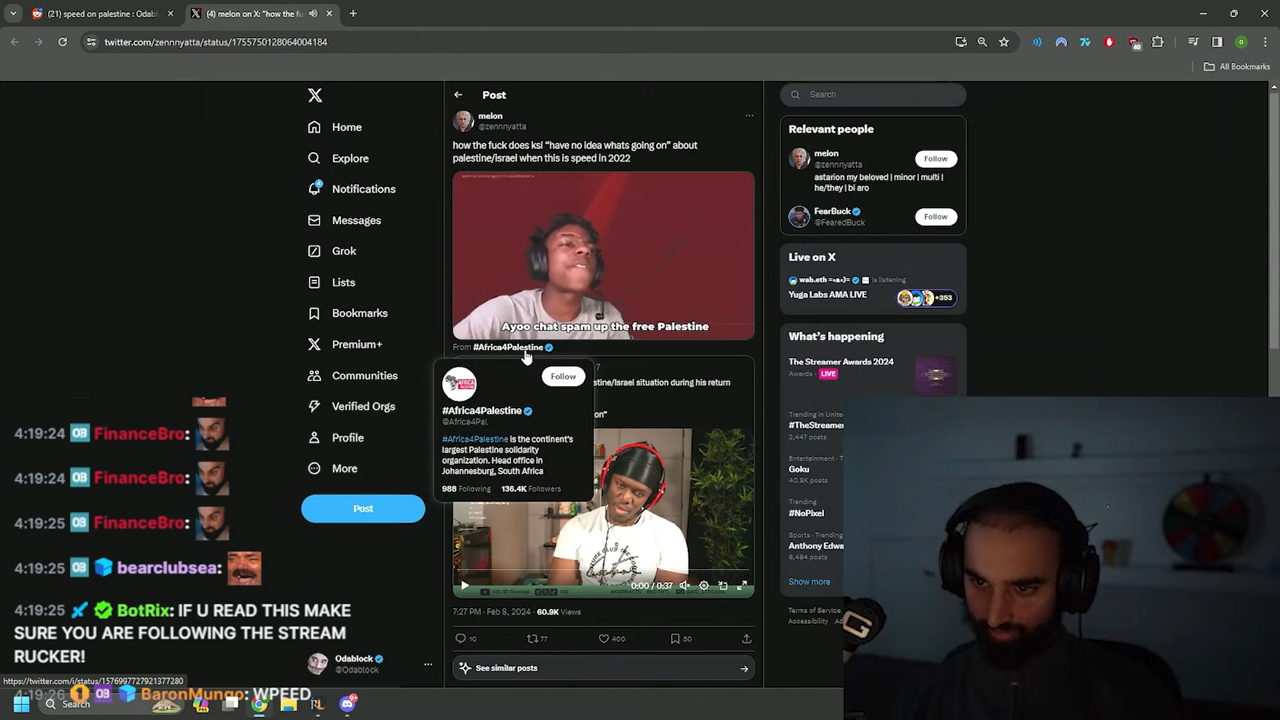 (21) speed on palestine : Odabl
(4) melon on X: "how the fu
twitter.com/zennnyatta/status/1755750128064004184
All Bookmarks
Home
Explore
Notifications
Messages
Grok
Lists
Bookmarks
Premium+
Communities
Verified Orgs
Profile
More
Post
Odablock
@Odablock
Post
melon
@zennnyatta
how the fuck does ksi "have no idea whats going on" about
palestine/israel when this is speed in 2022
Ayoo chat spam up the free Palestine
From #Africa4Palestine
Follow
#Africa4Palestine
@Africa4Pal
#Africa4Palestine is the continent's
largest Palestine solidarity
organization. Head office in
Johannesburg, South Africa
988 Following 136.4K Followers
stine/Israel situation during his return
on"
0:00 / 0:37
7:27 PM · Feb 8, 2024 · 60.9K Views
10 77 400 50
See similar posts
Search
Relevant people
melon
@zennnyatta
Follow
astarion my beloved | minor | multi |
he/they | bi aro
FearBuck
@FearedBuck
Follow
Live on X
wab.eth is listening
Yuga Labs AMA LIVE
+353
What's happening
The Streamer Awards 2024
Awards · LIVE
Trending in Unite
#TheStreamer
2,447 posts
Entertainment ·
Goku
40.8K posts
Trending
#NoPixel
Sports · Trending
Anthony Edwa
6,484 posts
Show more
Terms of Service
Accessibility
4:19:24 OB FinanceBro:
4:19:24 OB FinanceBro:
4:19:25 OB FinanceBro:
4:19:25 bearclubsea:
4:19:25 BotRix: IF U READ THIS MAKE
SURE YOU ARE FOLLOWING THE STREAM
RUCKER!
4:19:26 OB BaronMungo: WPEED
https://twitter.com/i/status/1576997727921377280
Search